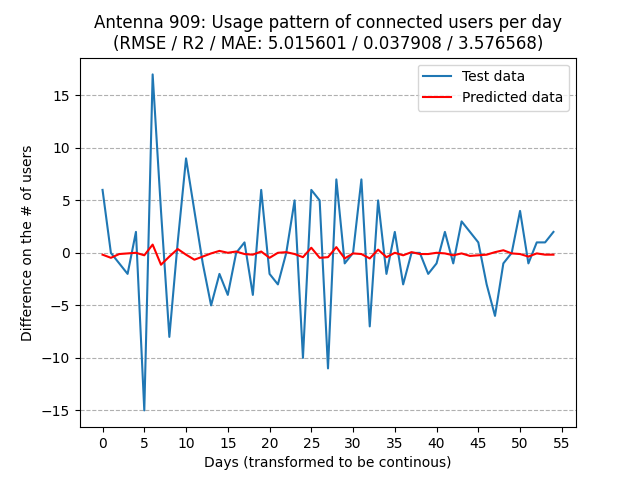 Antenna 909: Usage pattern of connected users per day
(RMSE / R2 / MAE: 5.015601 / 0.037908 / 3.576568)
Test data
Predicted data
Difference on the # of users
15
10
5
0
−5
−10
−15
0 5 10 15 20 25 30 35 40 45 50 55
Days (transformed to be continous)